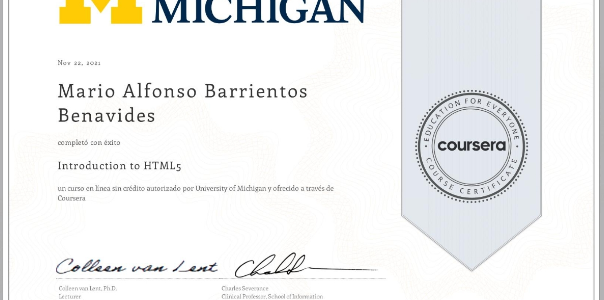 MICHIGAN
Nov 22, 2021
Mario Alfonso Barrientos
Benavides
completó con éxito
Introduction to HTML5
un curso en línea sin crédito autorizado por University of Michigan y ofrecido a través de
Coursera
EDUCATION FOR EVERYONE
coursera
COURSE CERTIFICATE
Colleen van Lent
Colleen van Lent, Ph.D.
Lecturer
Charles Severance
Clinical Professor, School of Information